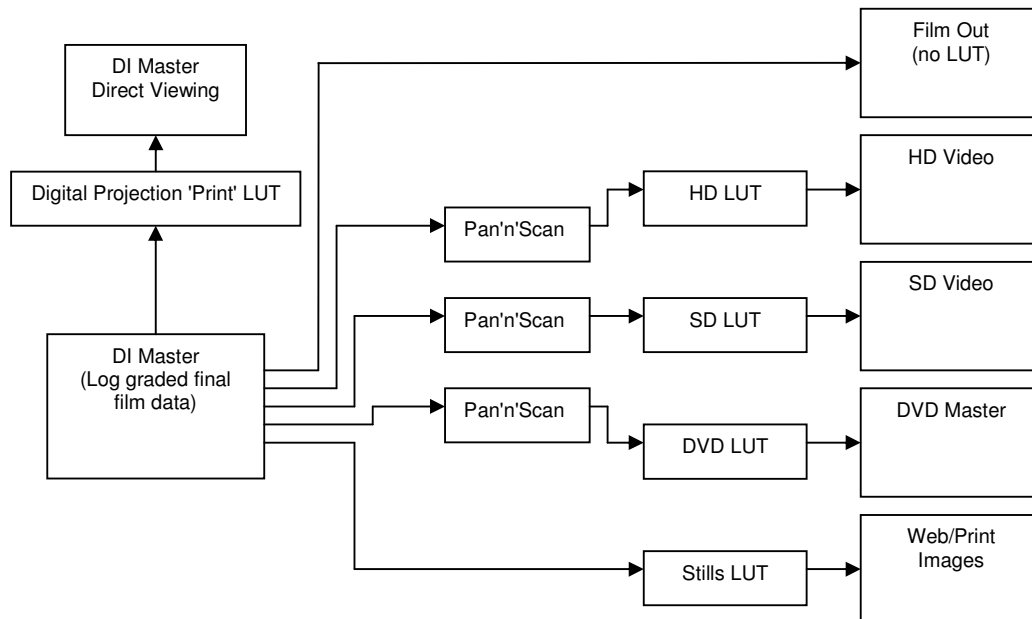 Film Out
(no LUT)
DI Master
Direct Viewing
HD Video
Digital Projection 'Print' LUT
HD LUT
Pan'n'Scan
SD Video
Pan'n'Scan
SD LUT
DI Master
(Log graded final
film data)
Pan'n'Scan
DVD Master
DVD LUT
Web/Print
Images
Stills LUT